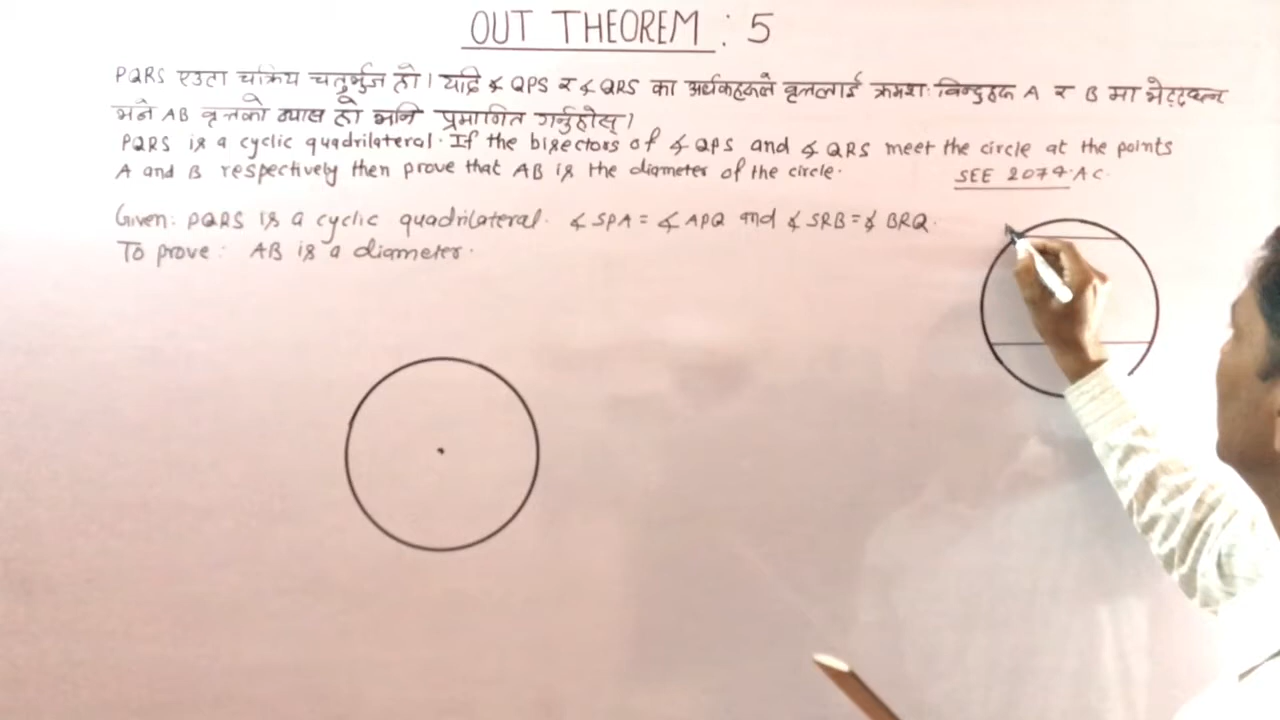 OUT THEOREM : 5
PQRS एउटा चक्रिय चतुर्भुज हो। यदि ∡ QPS र ∡ QRS का अर्धकहरूले वृत्तलाई क्रमशः विन्दुहरू A र B मा भेट्दछन्
भने AB वृत्तको व्यास हो भनि प्रमाणित गर्नुहोस्।
PQRS is a cyclic quadrilateral. If the bisectors of ∡ QPS and ∡ QRS meet the circle at the points
A and B respectively then prove that AB is the diameter of the circle.
SEE 2074 A C.
Given: PQRS is a cyclic quadrilateral. ∡ SPA = ∡ APQ and ∡ SRB = ∡ BRQ.
To prove: AB is a diameter.